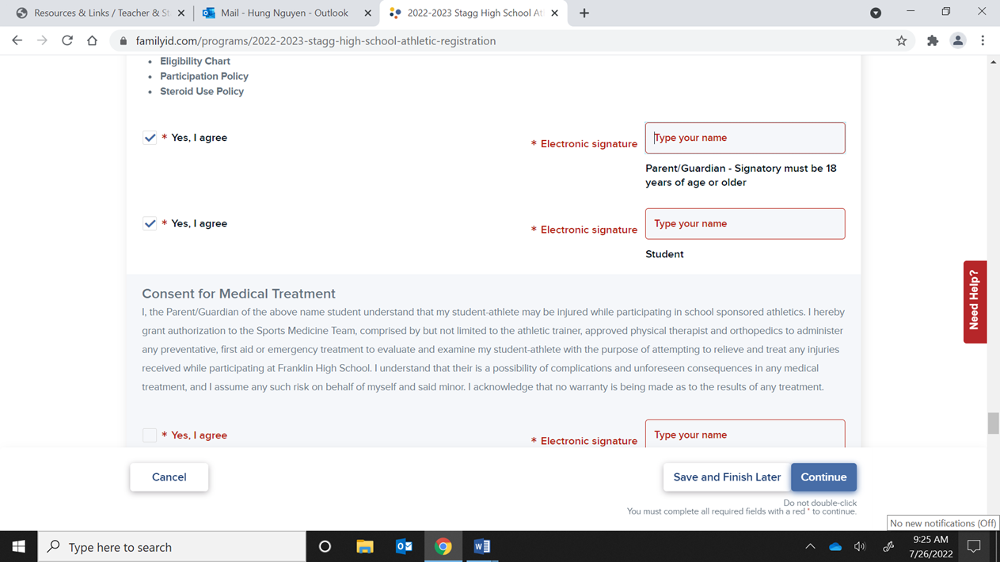 Resources & Links / Teacher & St
Mail - Hung Nguyen - Outlook
2022-2023 Stagg High School At
familyid.com/programs/2022-2023-stagg-high-school-athletic-registration
• Eligibility Chart
• Participation Policy
• Steroid Use Policy
* Yes, I agree
* Electronic signature
Type your name
Parent/Guardian - Signatory must be 18
years of age or older
* Yes, I agree
* Electronic signature
Type your name
Student
Need Help?
Consent for Medical Treatment
I, the Parent/Guardian of the above name student understand that my student-athlete may be injured while participating in school sponsored athletics. I hereby
grant authorization to the Sports Medicine Team, comprised by but not limited to the athletic trainer, approved physical therapist and orthopedics to administer
any preventative, first aid or emergency treatment to evaluate and examine my student-athlete with the purpose of attempting to relieve and treat any injuries
received while participating at Franklin High School. I understand that their is a possibility of complications and unforeseen consequences in any medical
treatment, and I assume any such risk on behalf of myself and said minor. I acknowledge that no warranty is being made as to the results of any treatment.
* Yes, I agree
* Electronic signature
Type your name
Cancel
Save and Finish Later
Continue
Do not double-click
You must complete all required fields with a red * to continue.
No new notifications (Off)
Type here to search
9:25 AM
7/26/2022